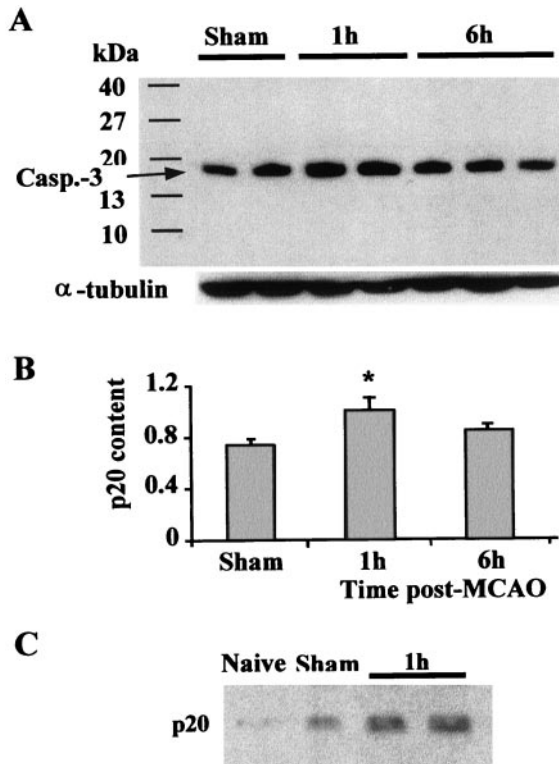 A
Sham 1h 6h
kDa
40
27
20
Casp.-3
13
10
α-tubulin
B
p20 content
1.2
*
0.8
0.4
0
Sham 1h 6h
Time post-MCAO
C
Naive Sham 1h
p20